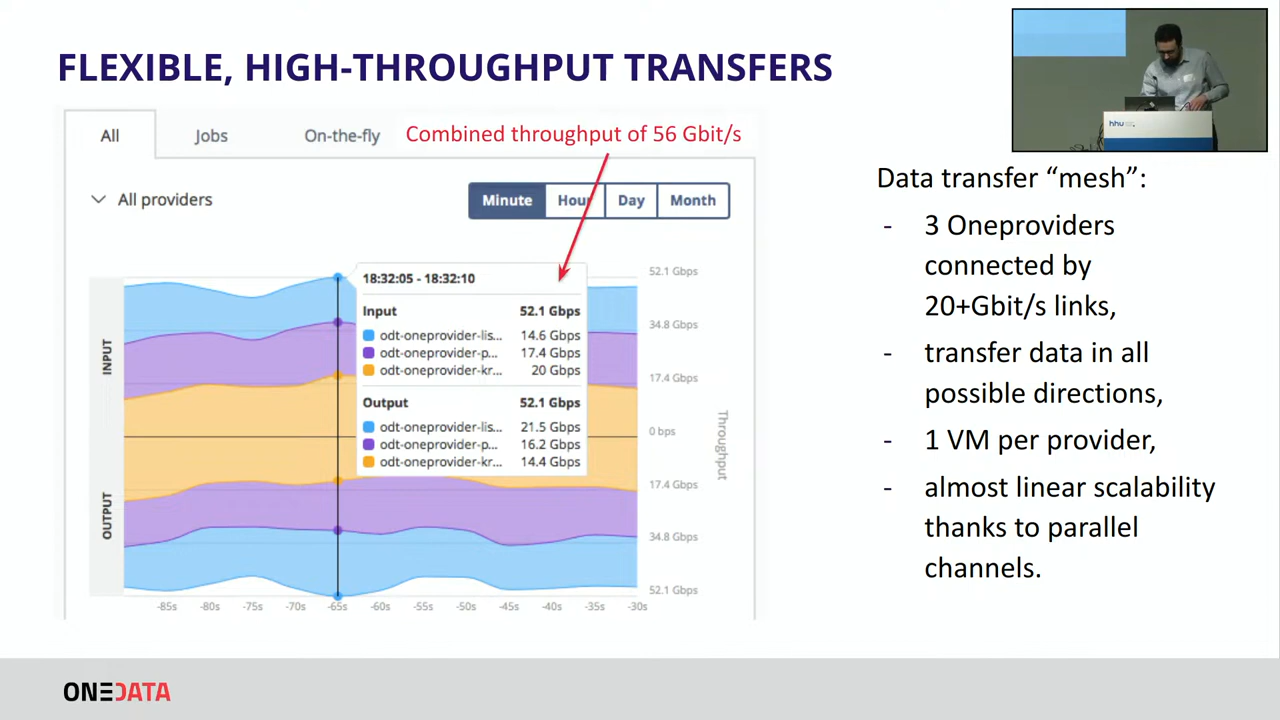 FLEXIBLE, HIGH-THROUGHPUT TRANSFERS
All
Jobs
On-the-fly
Combined throughput of 56 Gbit/s
All providers
Minute
Hour
Day
Month
18:32:05 - 18:32:10
Input 52.1 Gbps
odt-oneprovider-lis... 14.6 Gbps
odt-oneprovider-p... 17.4 Gbps
odt-oneprovider-kr... 20 Gbps
Output 52.1 Gbps
odt-oneprovider-lis... 21.5 Gbps
odt-oneprovider-p... 16.2 Gbps
odt-oneprovider-kr... 14.4 Gbps
INPUT
OUTPUT
52.1 Gbps
34.8 Gbps
17.4 Gbps
0 bps
17.4 Gbps
34.8 Gbps
52.1 Gbps
Throughput
-85s -80s -75s -70s -65s -60s -55s -50s -45s -40s -35s -30s
hhu
Data transfer “mesh”:
- 3 Oneproviders
connected by
20+Gbit/s links,
- transfer data in all
possible directions,
- 1 VM per provider,
- almost linear scalability
thanks to parallel
channels.
ONEDATA